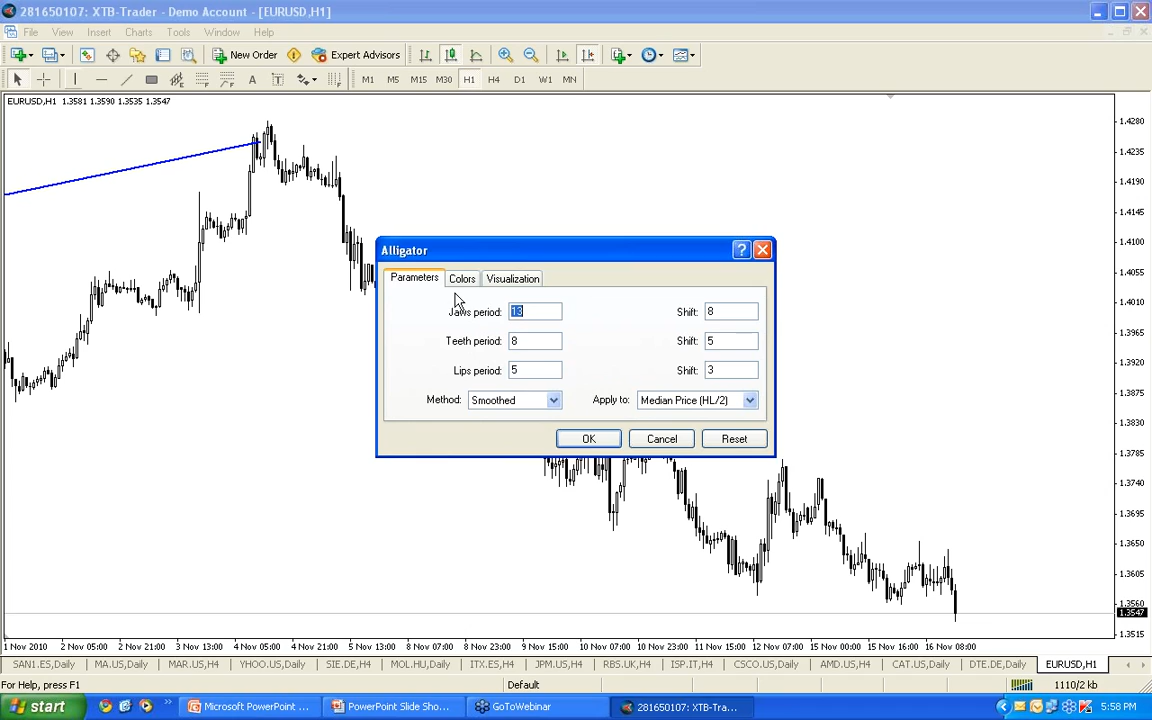 281650107: XTB-Trader - Demo Account - [EURUSD,H1]
File View Insert Charts Tools Window Help
New Order Expert Advisors
A T M1 M5 M15 M30 H1 H4 D1 W1 MN
EURUSD,H1 1.3581 1.3590 1.3535 1.3547
1.4280
1.4235
1.4190
1.4145
1.4100
1.4055
1.4010
1.3965
1.3920
1.3875
1.3830
1.3785
1.3740
1.3695
1.3650
1.3605
1.3560
1.3547
1.3515
Alligator
Parameters Colors Visualization
Jaws period: 13 Shift: 8
Teeth period: 8 Shift: 5
Lips period: 5 Shift: 3
Method: Smoothed Apply to: Median Price (HL/2)
OK Cancel Reset
1 Nov 2010 2 Nov 05:00 2 Nov 21:00 3 Nov 13:00 4 Nov 05:00 4 Nov 21:00 5 Nov 13:00 8 Nov 07:00 8 Nov 23:00 9 Nov 15:00 10 Nov 07:00 10 Nov 23:00 11 Nov 15:00 12 Nov 07:00 12 Nov 23:00 15 Nov 00:00 15 Nov 16:00 16 Nov 08:00
SAN1.ES,Daily MA.US,Daily MAR.US,H4 YHOO.US,Daily SIE.DE,H4 MOL.HU,Daily ITX.ES,H4 JPM.US,H4 RBS.UK,H4 ISP.IT,H4 CSCO.US,Daily AMD.US,H4 CAT.US,Daily DTE.DE,Daily EURUSD,H1
For Help, press F1 Default 1110/2 kb
start Microsoft PowerPoint ... PowerPoint Slide Sho... GoToWebinar 281650107: XTB-Tra... 5:58 PM